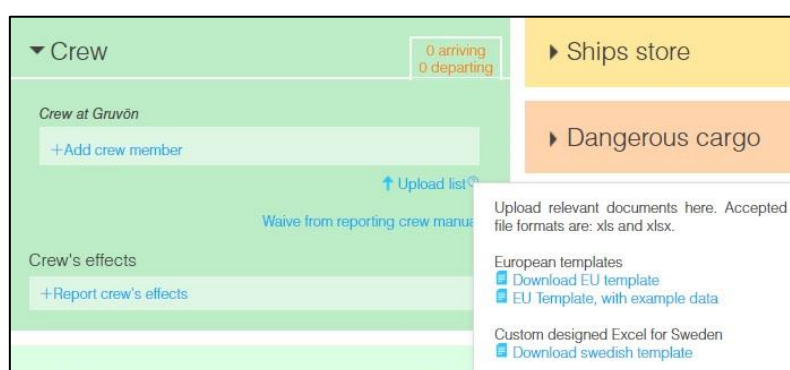 Crew
0 arriving
0 departing
Crew at Gruvön
+Add crew member
Upload list
Waive from reporting crew
Crew's effects
+Report crew's effects
Ships store
Dangerous cargo
Upload relevant documents here. Accepted
file formats are: xls and xlsx.
European templates
Download EU template
EU Template, with example data
Custom designed Excel for Sweden
Download swedish template